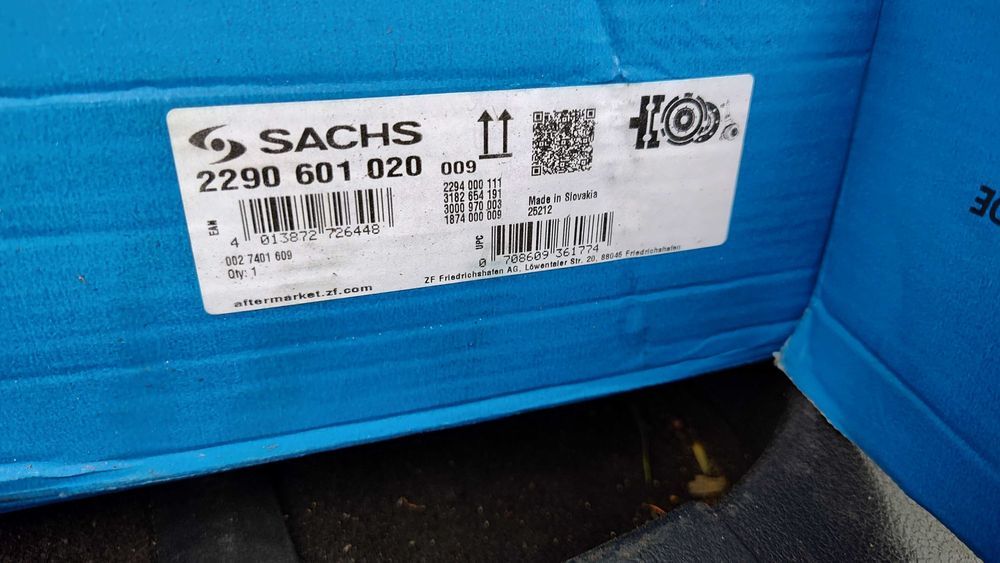 SACHS
2290 601 020 009
2294 000 111
3182 654 191
3000 970 003
1874 000 009
Made in Slovakia
25212
EAN
4 013872 726448
002 7401 609
Qty: 1
UPC
0 708609 361774
ZF Friedrichshafen AG, Löwentaler Str. 20, 88046 Friedrichshafen
aftermarket.zf.com
DE